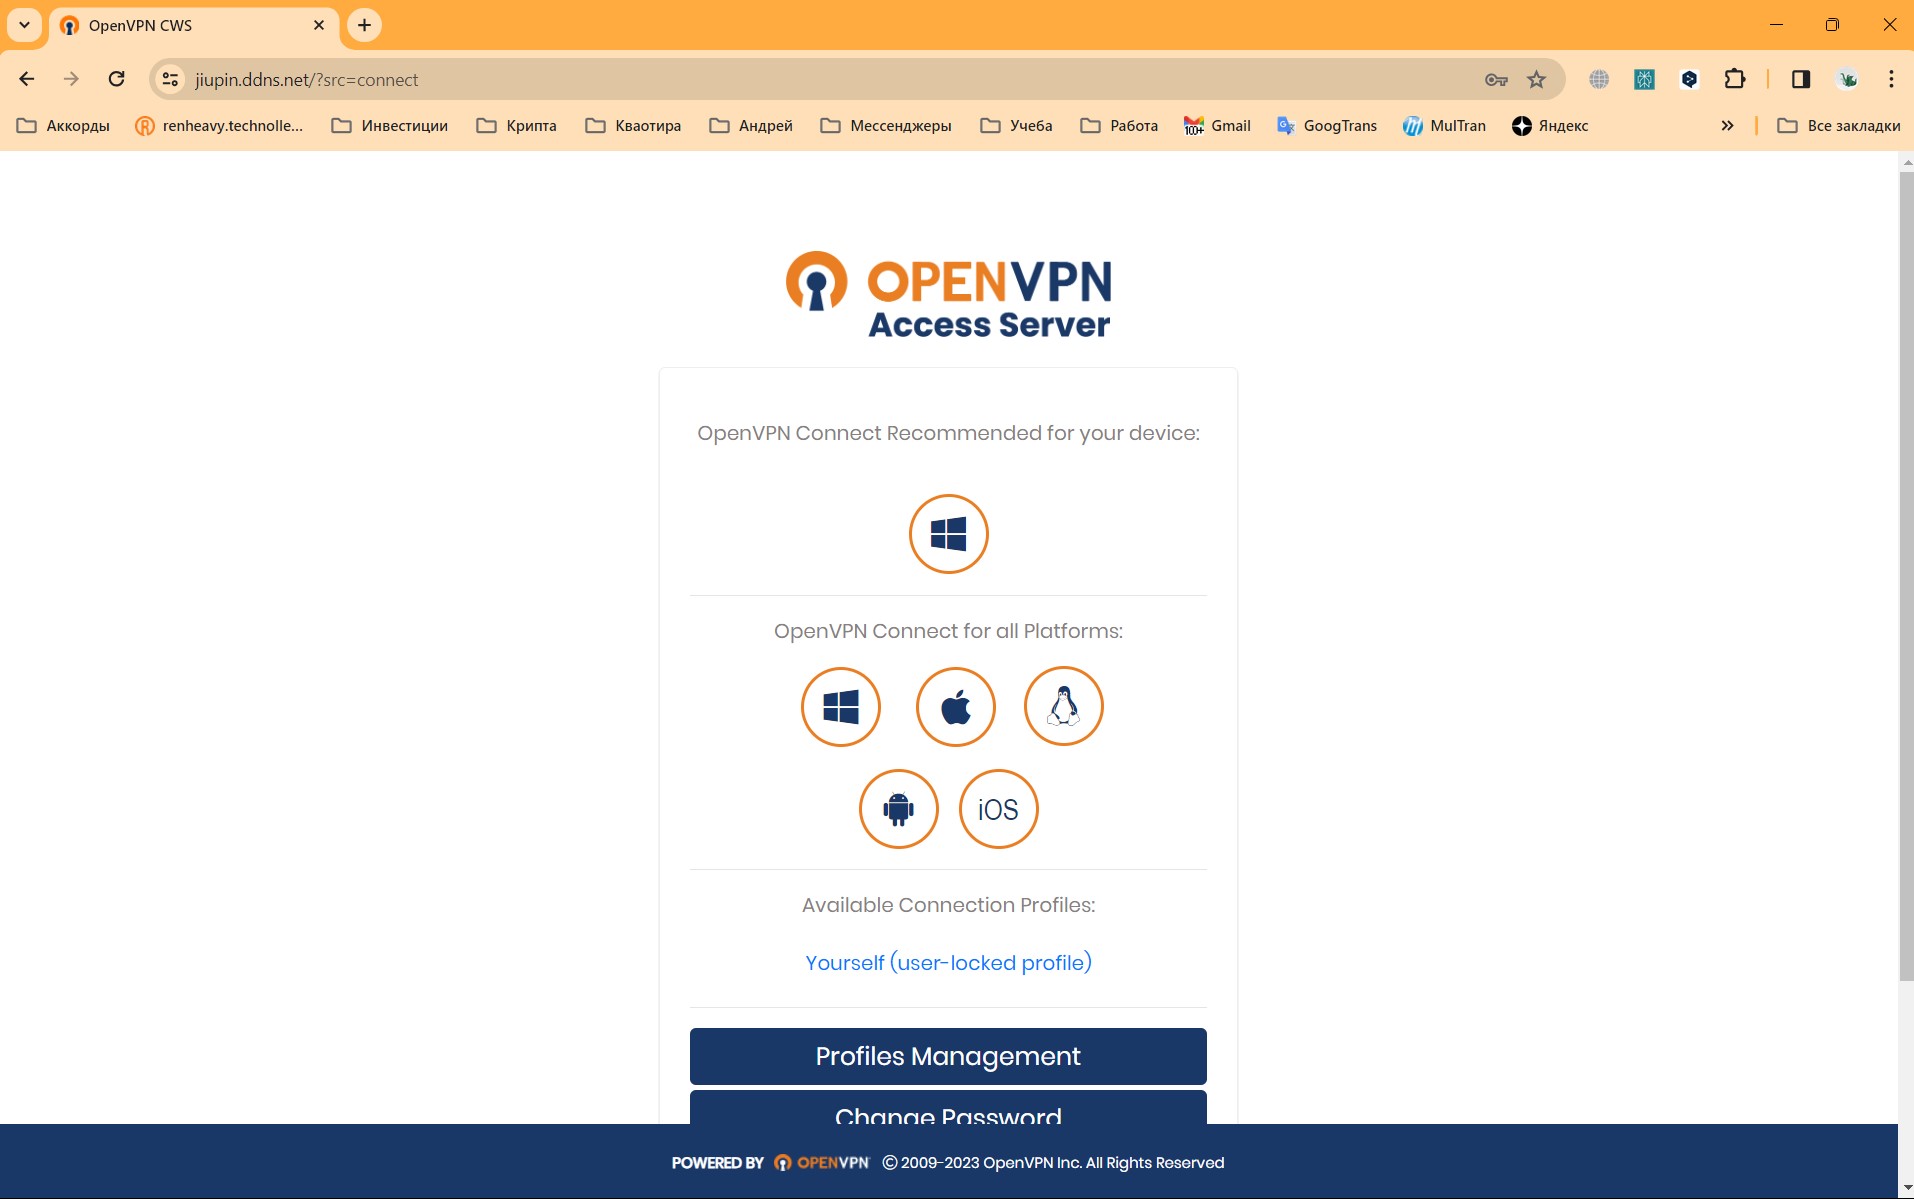 OpenVPN CWS
jiupin.ddns.net/?src=connect
Аккорды renheavy.technolle... Инвестиции Крипта Кваотира Андрей Мессенджеры Учеба Работа 100+ Gmail GoogTrans MulTran Яндекс » Все закладки
OPENVPN
Access Server
OpenVPN Connect Recommended for your device:
OpenVPN Connect for all Platforms:
iOS
Available Connection Profiles:
Yourself (user-locked profile)
Profiles Management
Change Password
POWERED BY OPENVPN © 2009-2023 OpenVPN Inc. All Rights Reserved